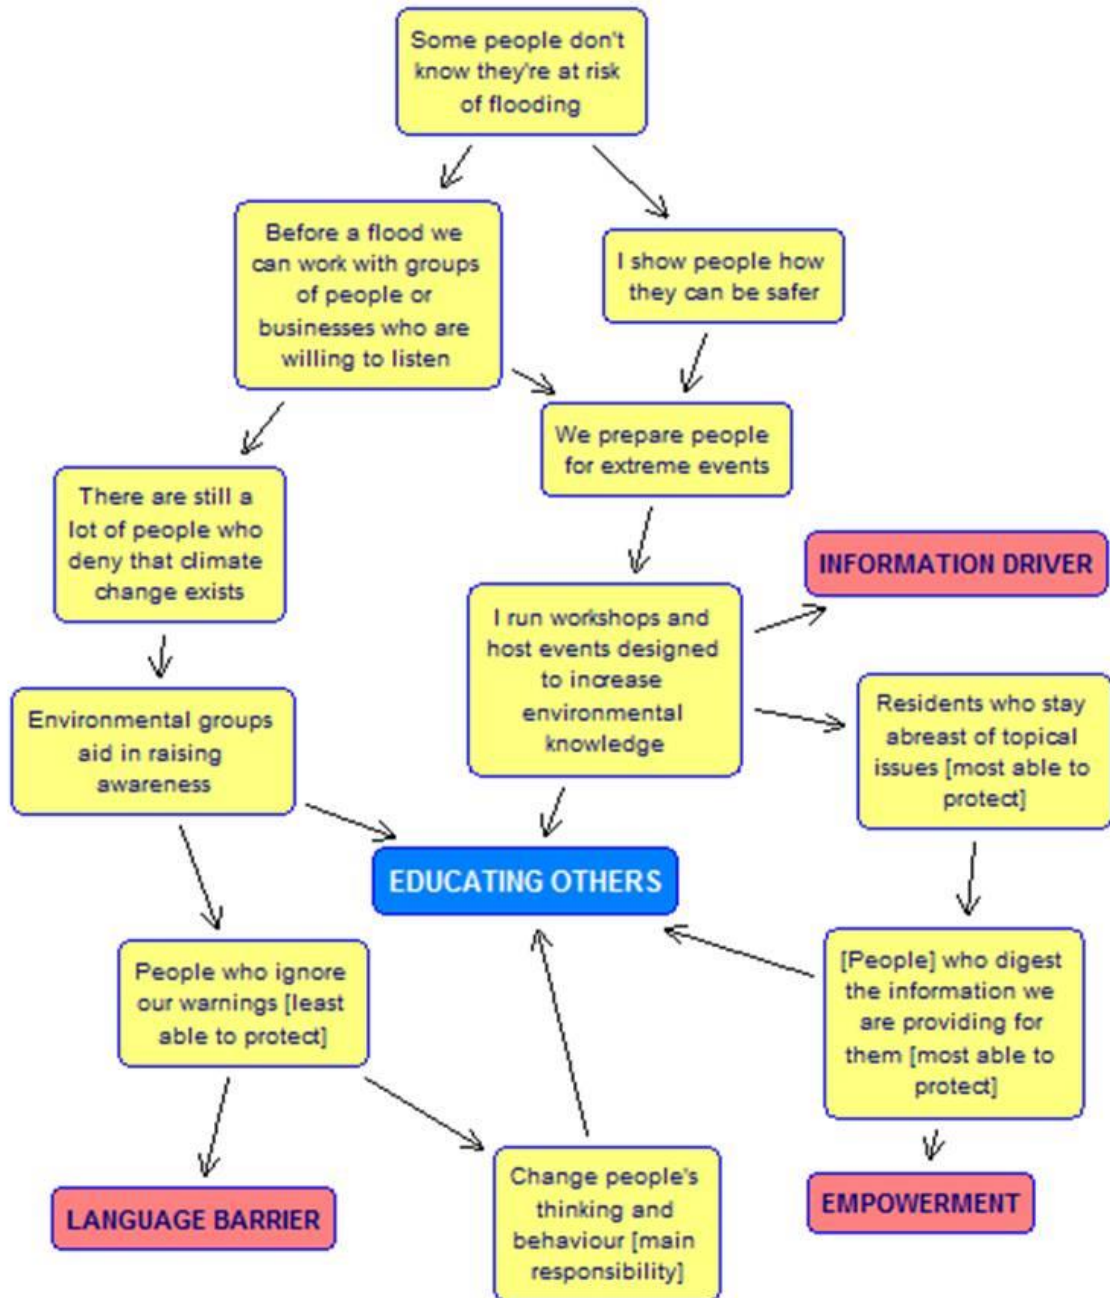 Some people don't
know they're at risk
of flooding
Before a flood we
can work with groups
of people or
businesses who are
willing to listen
I show people how
they can be safer
We prepare people
for extreme events
There are still a
lot of people who
deny that climate
change exists
INFORMATION DRIVER
I run workshops and
host events designed
to increase
environmental
knowledge
Environmental groups
aid in raising
awareness
Residents who stay
abreast of topical
issues [most able to
protect]
EDUCATING OTHERS
People who ignore
our warnings [least
able to protect]
[People] who digest
the information we
are providing for
them [most able to
protect]
LANGUAGE BARRIER
Change people's
thinking and
behaviour [main
responsibility]
EMPOWERMENT